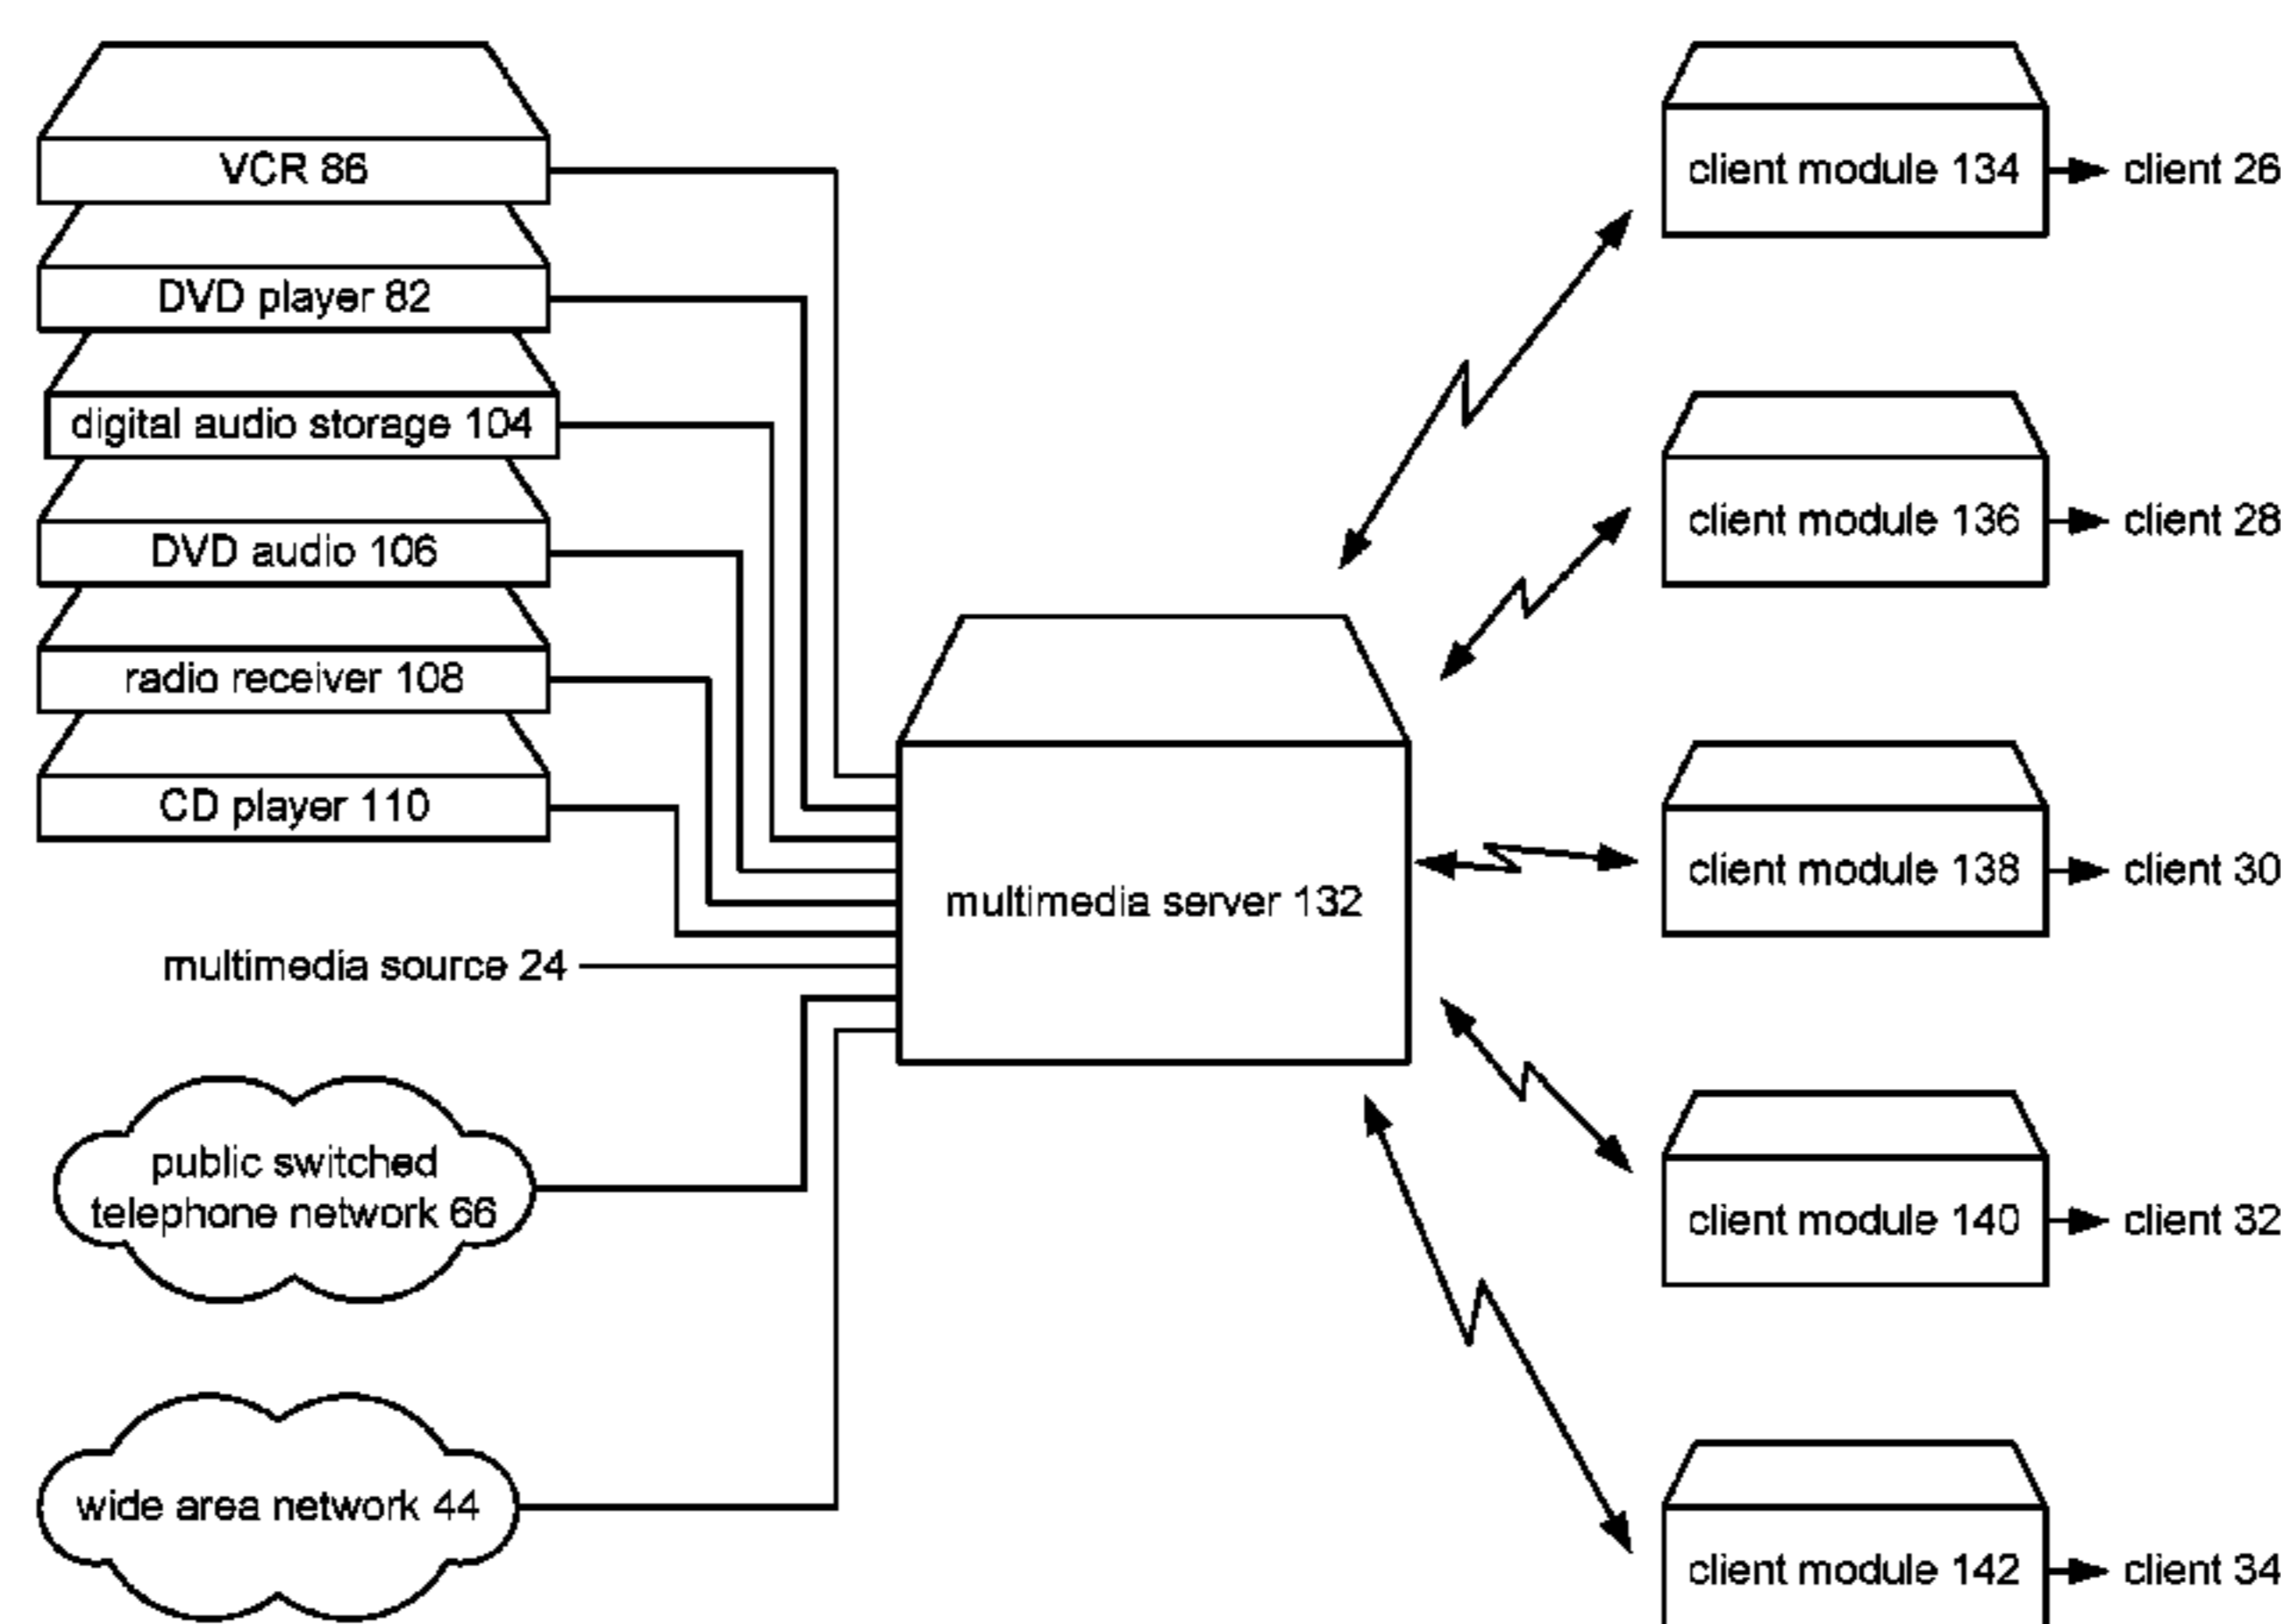 VCR 86
DVD player 82
digital audio storage 104
DVD audio 106
radio receiver 108
CD player 110
multimedia source 24
public switched
telephone network 66
wide area network 44
multimedia server 132
client module 134
client 26
client module 136
client 28
client module 138
client 30
client module 140
client 32
client module 142
client 34